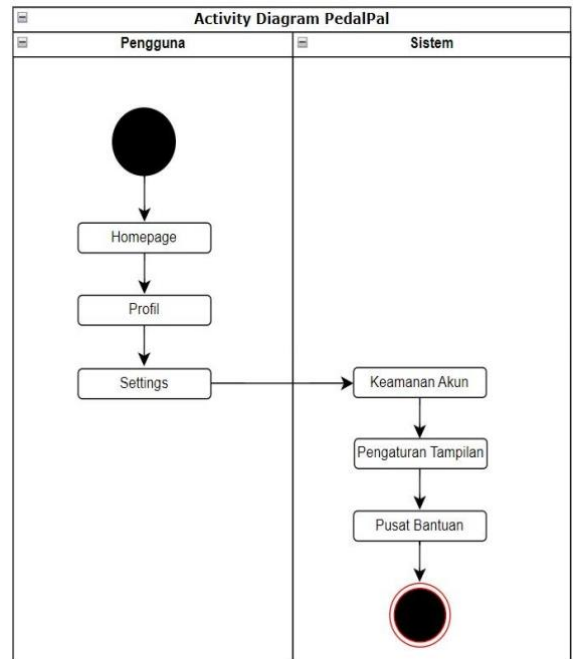 Activity Diagram PedalPal
Pengguna
Sistem
Homepage
Profil
Settings
Keamanan Akun
Pengaturan Tampilan
Pusat Bantuan